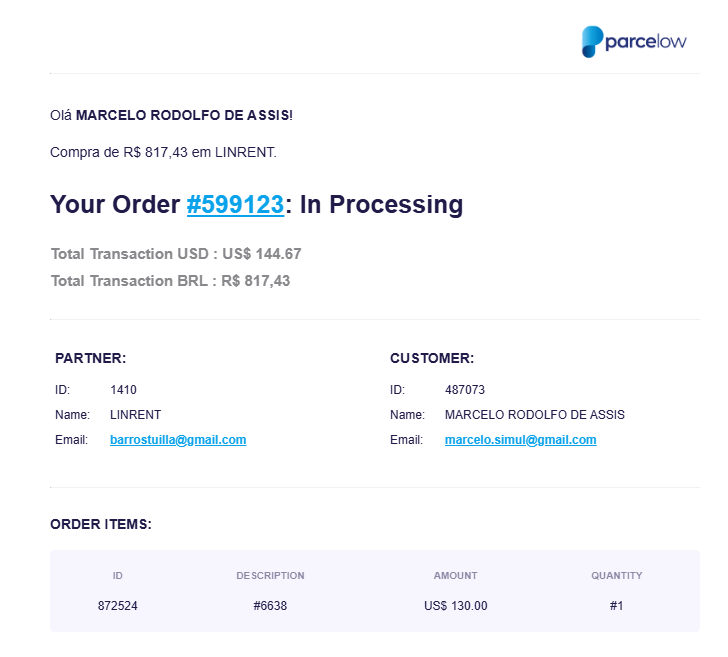 parcelow
Olá MARCELO RODOLFO DE ASSIS!
Compra de R$ 817,43 em LINRENT.
Your Order #599123: In Processing
Total Transaction USD : US$ 144.67
Total Transaction BRL : R$ 817,43
PARTNER:
ID: 1410
Name: LINRENT
Email: barrostuilla@gmail.com
CUSTOMER:
ID: 487073
Name: MARCELO RODOLFO DE ASSIS
Email: marcelo.simul@gmail.com
ORDER ITEMS:
ID DESCRIPTION AMOUNT QUANTITY
872524 #6638 US$ 130.00 #1